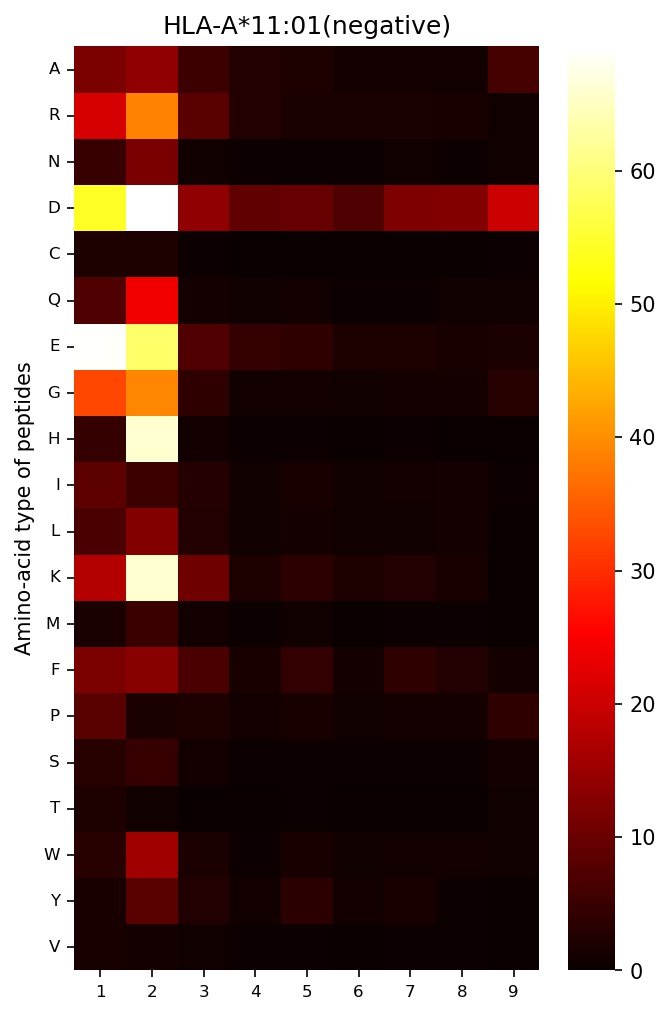 HLA-A*11:01(negative)
Amino-acid type of peptides
A
R
N
D
C
Q
E
G
H
I
L
K
M
F
P
S
T
W
Y
V
1 2 3 4 5 6 7 8 9
60
50
40
30
20
10
0